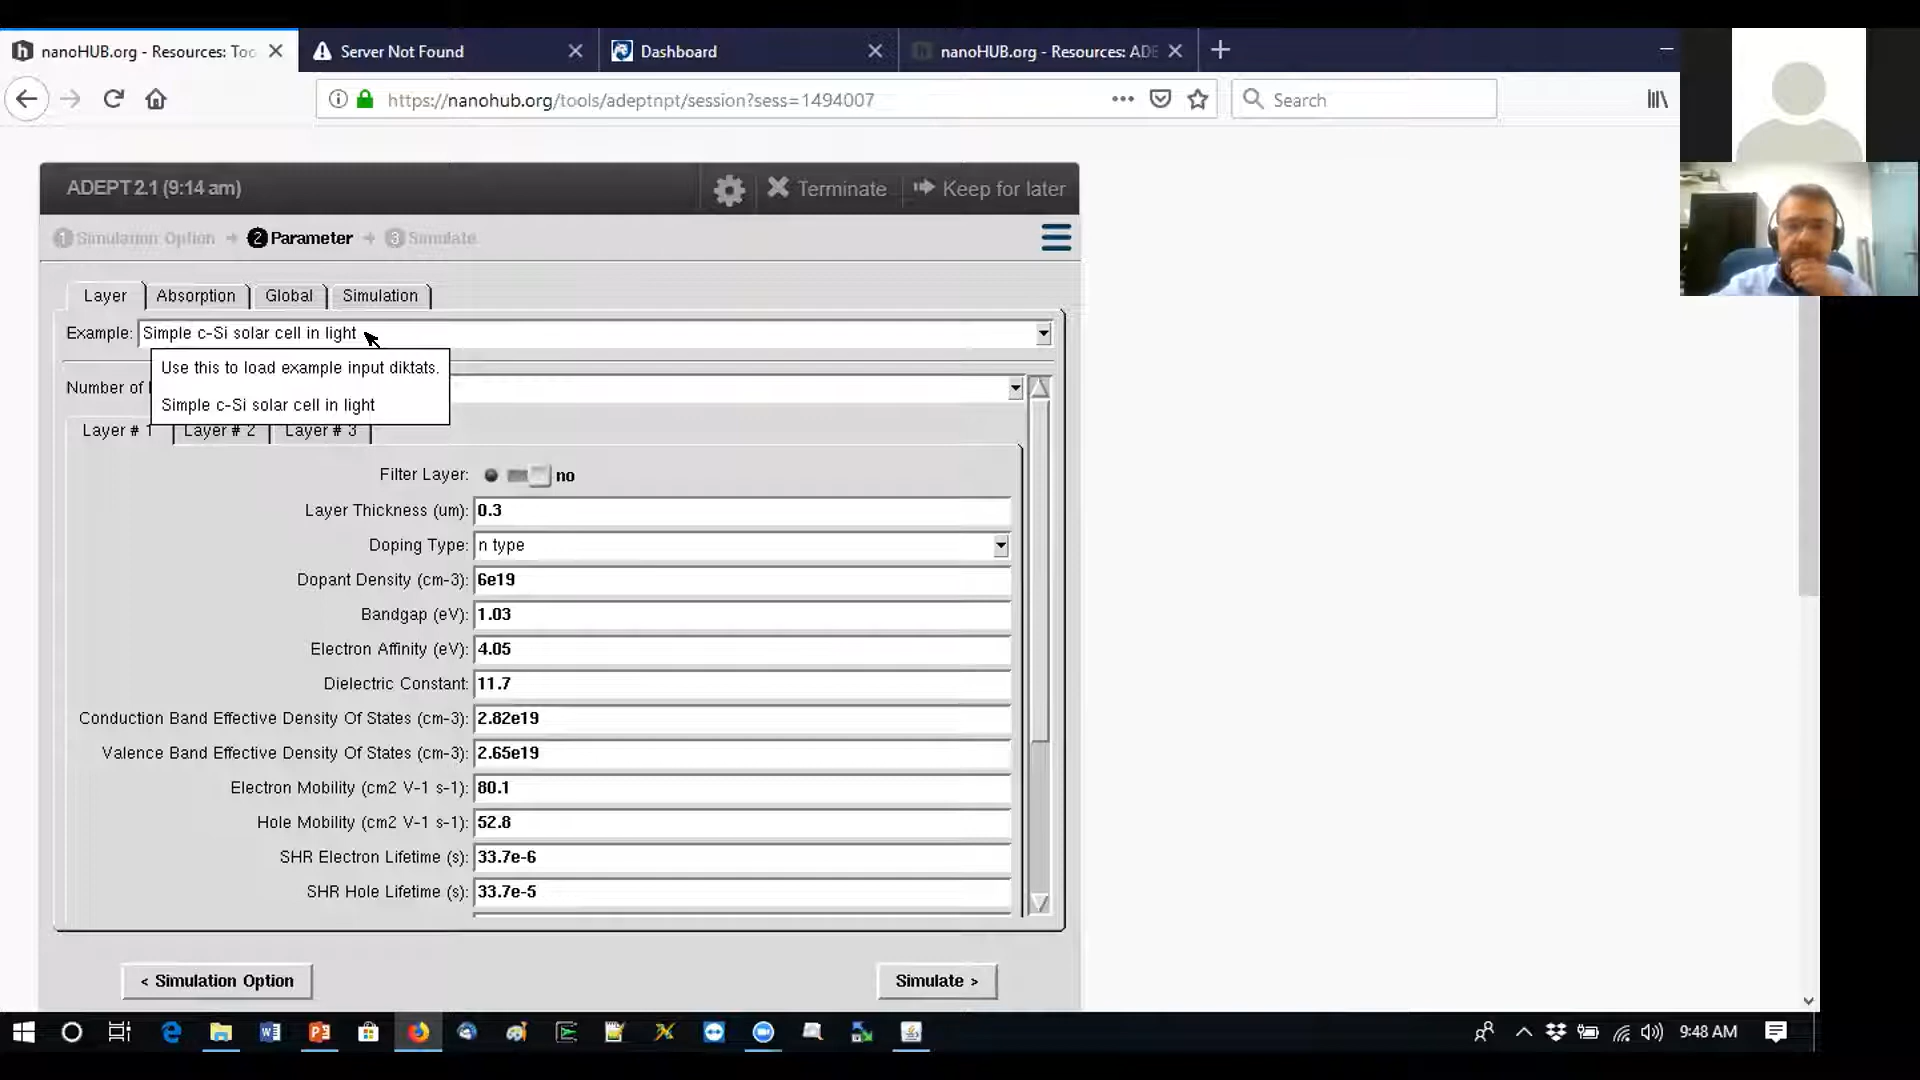 nanoHUB.org - Resources: Too
Server Not Found
Dashboard
nanoHUB.org - Resources: ADE
https://nanohub.org/tools/adeptnpt/session?sess=1494007
Search
ADEPT 2.1 (9:14 am)
Terminate
Keep for later
1 Simulation Option
2 Parameter
3 Simulate
Layer
Absorption
Global
Simulation
Example: Simple c-Si solar cell in light
Use this to load example input diktats.
Simple c-Si solar cell in light
Number of
Layer # 1
Layer # 2
Layer # 3
Filter Layer: no
Layer Thickness (um): 0.3
Doping Type: n type
Dopant Density (cm-3): 6e19
Bandgap (eV): 1.03
Electron Affinity (eV): 4.05
Dielectric Constant: 11.7
Conduction Band Effective Density Of States (cm-3): 2.82e19
Valence Band Effective Density Of States (cm-3): 2.65e19
Electron Mobility (cm2 V-1 s-1): 80.1
Hole Mobility (cm2 V-1 s-1): 52.8
SHR Electron Lifetime (s): 33.7e-6
SHR Hole Lifetime (s): 33.7e-5
< Simulation Option
Simulate >
9:48 AM